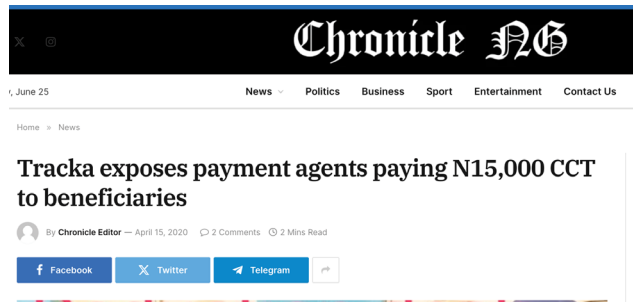 Chronicle NG
, June 25
News Politics Business Sport Entertainment Contact Us
Home » News
Tracka exposes payment agents paying N15,000 CCT
to beneficiaries
By Chronicle Editor — April 15, 2020 2 Comments 2 Mins Read
Facebook Twitter Telegram